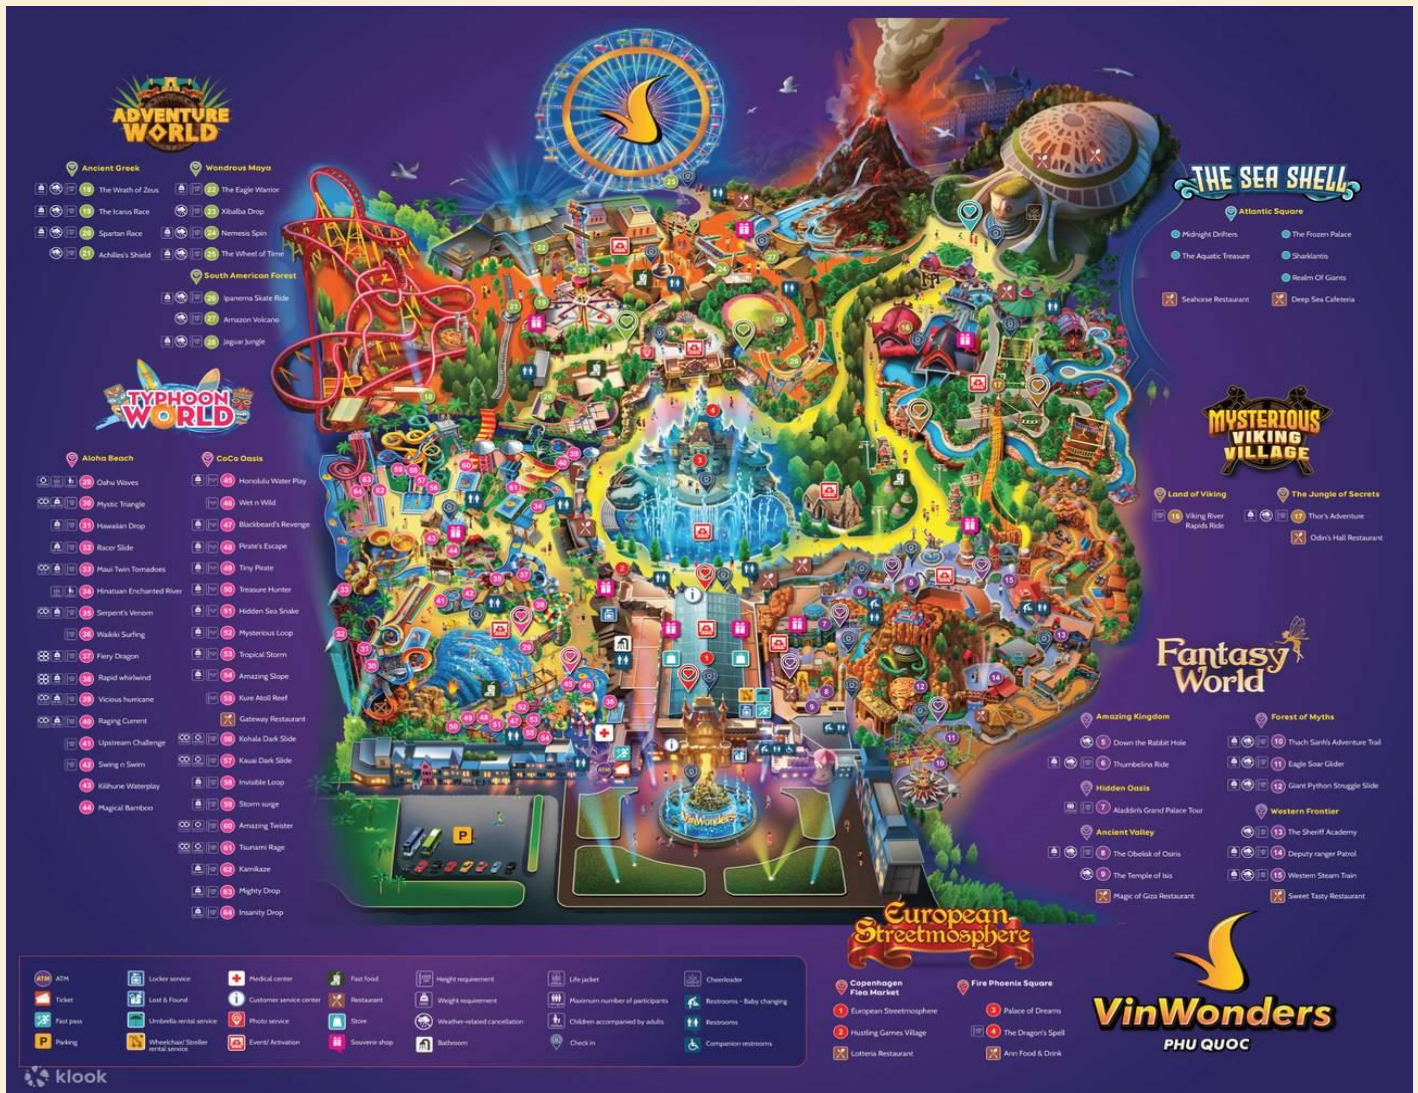 ADVENTURE
WORLD
Ancient Greek
18 The Wrath of Zeus
19 The Icarus Race
20 Spartan Race
21 Achilles's Shield
Wondrous Maya
22 The Eagle Warrior
23 Xibalba Drop
24 Nemesis Spin
25 The Wheel of Time
South American Forest
26 Ipanema Skate Ride
27 Amazon Volcano
28 Jaguar Jungle
TYPHOON
WORLD
Aloha Beach
29 Oahu Waves
30 Mystic Triangle
31 Hawaiian Drop
32 Racer Slide
33 Maui Twin Tornadoes
34 Hinatuan Enchanted River
35 Serpent's Venom
36 Waikiki Surfing
37 Fiery Dragon
38 Rapid whirlwind
39 Vicious hurricane
40 Raging Current
41 Upstream Challenge
42 Swing n Swim
43 Kilihune Waterplay
44 Magical Bamboo
CoCo Oasis
45 Honolulu Water Play
46 Wet n Wild
47 Blackbeard's Revenge
48 Pirate's Escape
49 Tiny Pirate
50 Treasure Hunter
51 Hidden Sea Snake
52 Mysterious Loop
53 Tropical Storm
54 Amazing Slope
55 Kure Atoll Reef
Gateway Restaurant
56 Kohala Dark Slide
57 Kauai Dark Slide
58 Invisible Loop
59 Storm surge
60 Amazing Twister
61 Tsunami Rage
62 Kamikaze
63 Mighty Drop
64 Insanity Drop
THE SEA SHELL
Atlantic Square
Midnight Drifters
The Aquatic Treasure
The Frozen Palace
Sharklantis
Realm Of Giants
Seahorse Restaurant
Deep Sea Cafeteria
MYSTERIOUS
VIKING
VILLAGE
Land of Viking
16 Viking River
Rapids Ride
The Jungle of Secrets
17 Thor's Adventure
Odin's Hall Restaurant
Fantasy
World
Amazing Kingdom
5 Down the Rabbit Hole
6 Thumbelina Ride
Hidden Oasis
7 Aladdin's Grand Palace Tour
Ancient Valley
8 The Obelisk of Osiris
9 The Temple of Isis
Magic of Giza Restaurant
Forest of Myths
10 Thach Sanh's Adventure Trail
11 Eagle Soar Glider
12 Giant Python Struggle Slide
Western Frontier
13 The Sheriff Academy
14 Deputy ranger Patrol
15 Western Steam Train
Sweet Tasty Restaurant
VinWonders
P
European
Streetmosphere
Copenhagen
Flea Market
1 European Streetmosphere
2 Hustling Games Village
Lotteria Restaurant
Fire Phoenix Square
3 Palace of Dreams
4 The Dragon's Spell
Ann Food & Drink
VinWonders
PHU QUOC
ATM ATM
Ticket
Fast pass
P Parking
Locker service
Lost & Found
Umbrella rental service
Wheelchair/ Stroller
rental service
Medical center
Customer service center
Photo service
Event/ Activation
Fast food
Restaurant
Store
Souvenir shop
Height requirement
Weight requirement
Weather-related cancellation
Bathroom
Life jacket
Maximum number of participants
Children accompanied by adults
Check in
Cheerleader
Restrooms - Baby changing
Restrooms
Companion restrooms
klook